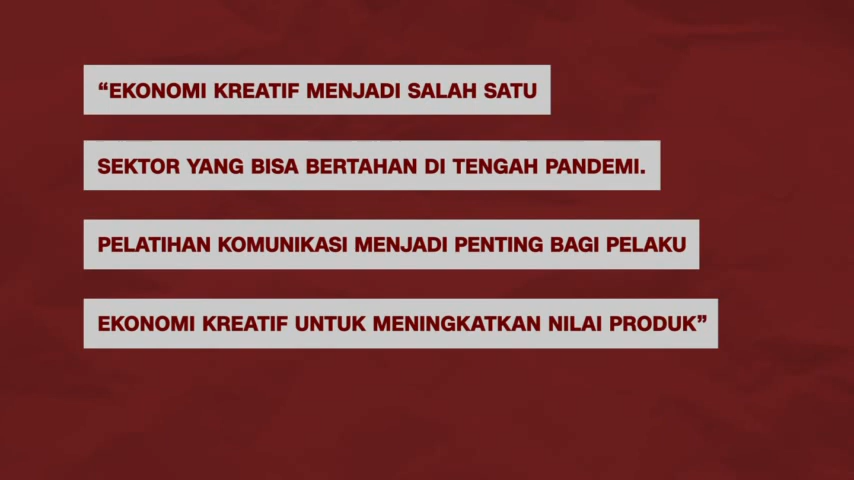 “EKONOMI KREATIF MENJADI SALAH SATU
SEKTOR YANG BISA BERTAHAN DI TENGAH PANDEMI.
PELATIHAN KOMUNIKASI MENJADI PENTING BAGI PELAKU
EKONOMI KREATIF UNTUK MENINGKATKAN NILAI PRODUK”